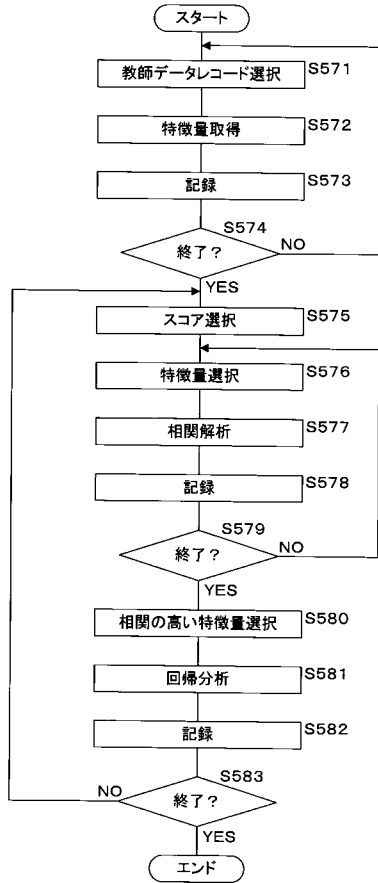 スタート
教師データレコード選択 S571
特徴量取得 S572
記録 S573
S574
終了? NO
YES
スコア選択 S575
特徴量選択 S576
相関解析 S577
記録 S578
S579
終了? NO
YES
相関の高い特徴量選択 S580
回帰分析 S581
記録 S582
S583
NO 終了?
YES
エンド